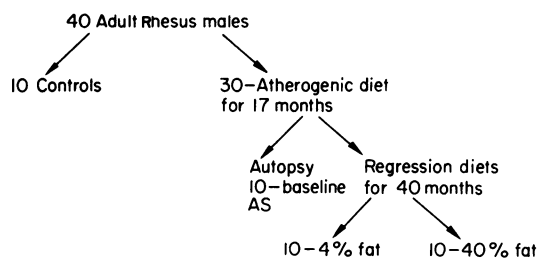 40 Adult Rhesus males
10 Controls
30-Atherogenic diet
for 17 months
Autopsy
10-baseline
AS
Regression diets
for 40 months
10-4% fat
10-40% fat